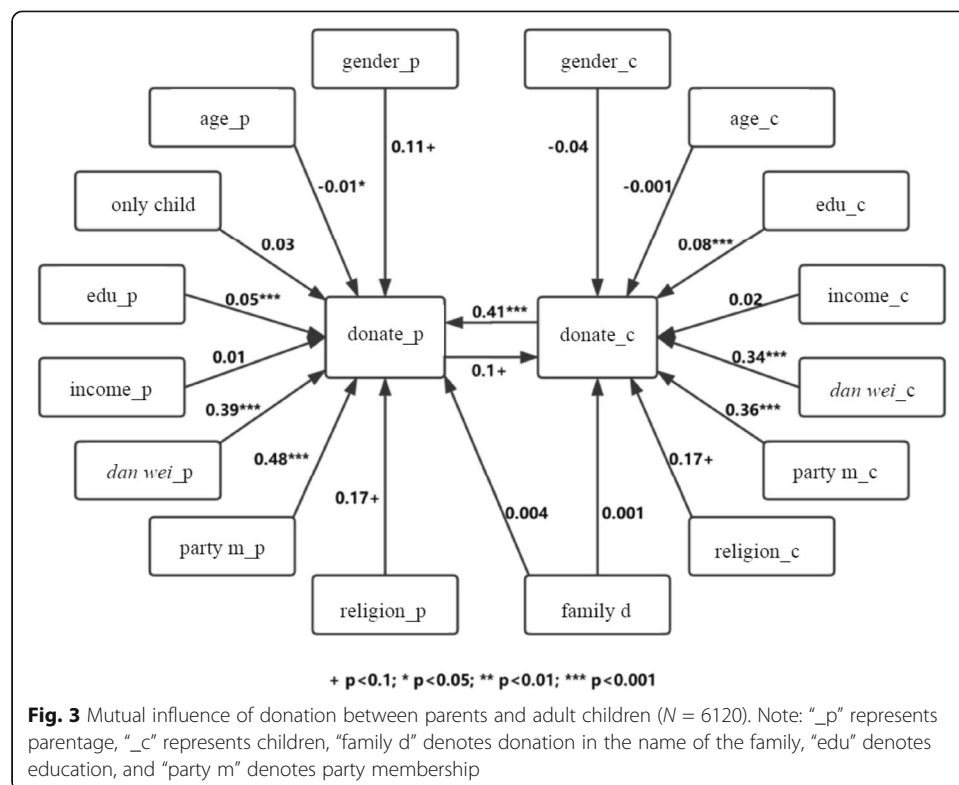 gender_p
gender_c
age_p
age_c
0.11+
-0.04
-0.01*
-0.001
only child
edu_c
0.03
0.08***
edu_p
0.05***
0.41***
0.02
income_c
donate_p
donate_c
0.01
0.1+
0.34***
income_p
dan wei_c
0.39***
0.36***
dan wei_p
0.48***
0.17+
party m_c
0.17+
0.004
0.001
party m_p
religion_c
religion_p
family d
+ p<0.1; * p<0.05; ** p<0.01; *** p<0.001
Fig. 3 Mutual influence of donation between parents and adult children (N = 6120). Note: “_p” represents
parentage, “_c” represents children, “family d” denotes donation in the name of the family, “edu” denotes
education, and “party m” denotes party membership